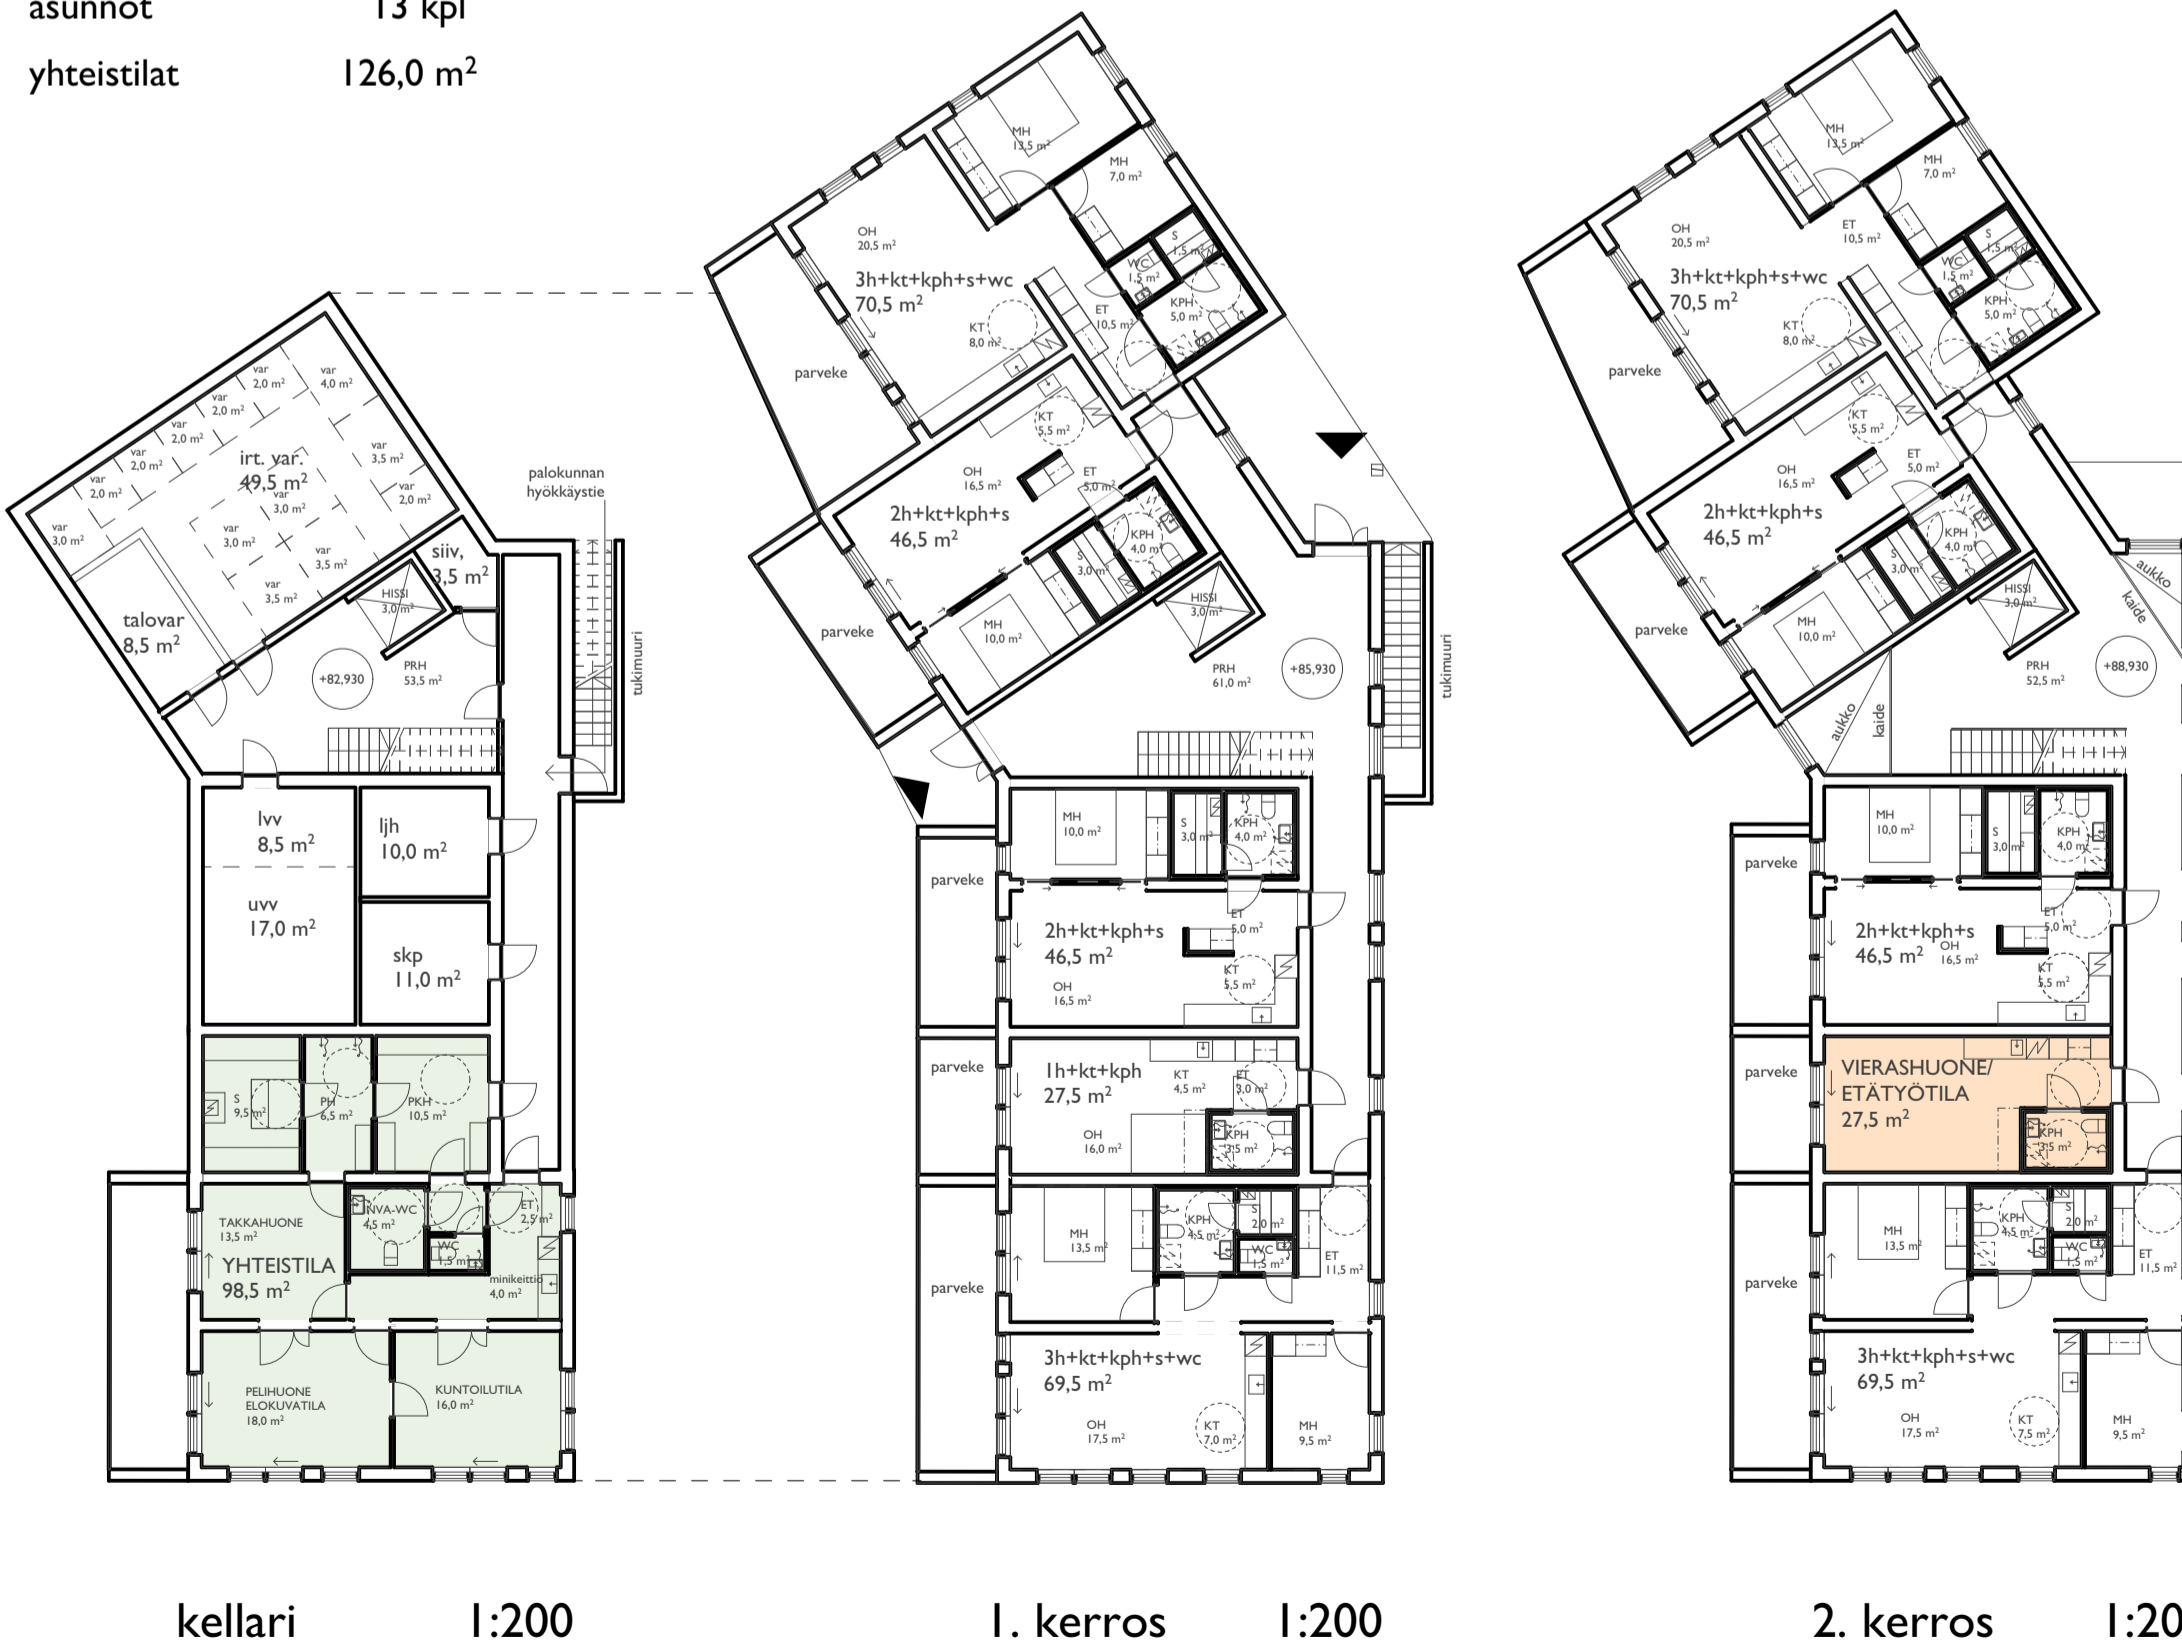 asunnot 13 kpl
yhteistilat 126,0 m²
var
2,0 m²
var
4,0 m²
var
2,0 m²
var
2,0 m²
var
2,0 m²
var
2,0 m²
var
3,0 m²
irt. var.
49,5 m²
var
3,5 m²
var
2,0 m²
var
3,0 m²
var
3,0 m²
var
3,5 m²
var
3,5 m²
talovar
8,5 m²
siiv,
3,5 m²
HISSI
3,0 m²
+82,930
PRH
53,5 m²
palokunnan
hyökkäystie
tukimuuri
lvv
8,5 m²
ljh
10,0 m²
uvv
17,0 m²
skp
11,0 m²
S
9,5 m²
PH
6,5 m²
PKH
10,5 m²
TAKKAHUONE
13,5 m²
YHTEISTILA
98,5 m²
INVA-WC
4,5 m²
WC
1,5 m²
ET
2,5 m²
minikeittiö
4,0 m²
PELIHUONE
ELOKUVATILA
18,0 m²
KUNTOILUTILA
16,0 m²
kellari 1:200
MH
13,5 m²
MH
7,0 m²
OH
20,5 m²
3h+kt+kph+s+wc
70,5 m²
S
1,5 m²
WC
1,5 m²
KPH
5,0 m²
ET
10,5 m²
KT
8,0 m²
parveke
KT
5,5 m²
OH
16,5 m²
ET
5,0 m²
2h+kt+kph+s
46,5 m²
KPH
4,0 m²
S
3,0 m²
MH
10,0 m²
parveke
HISSI
3,0 m²
PRH
61,0 m²
+85,930
tukimuuri
MH
10,0 m²
S
3,0 m²
KPH
4,0 m²
parveke
2h+kt+kph+s
46,5 m²
ET
5,0 m²
OH
16,5 m²
KT
5,5 m²
parveke
1h+kt+kph
27,5 m²
KT
4,5 m²
ET
3,0 m²
OH
16,0 m²
KPH
3,5 m²
parveke
MH
13,5 m²
KPH
4,5 m²
S
2,0 m²
WC
1,5 m²
ET
11,5 m²
3h+kt+kph+s+wc
69,5 m²
OH
17,5 m²
KT
7,0 m²
MH
9,5 m²
1. kerros 1:200
MH
13,5 m²
MH
7,0 m²
OH
20,5 m²
ET
10,5 m²
3h+kt+kph+s+wc
70,5 m²
S
1,5 m²
WC
1,5 m²
KPH
5,0 m²
KT
8,0 m²
parveke
KT
5,5 m²
OH
16,5 m²
ET
5,0 m²
2h+kt+kph+s
46,5 m²
KPH
4,0 m²
S
3,0 m²
MH
10,0 m²
parveke
HISSI
3,0 m²
aukko
kaide
PRH
52,5 m²
+88,930
aukko
kaide
MH
10,0 m²
S
3,0 m²
KPH
4,0 m²
parveke
2h+kt+kph+s
46,5 m²
OH
16,5 m²
ET
5,0 m²
KT
5,5 m²
parveke
VIERASHUONE/
ETÄTYÖTILA
27,5 m²
KPH
3,5 m²
parveke
MH
13,5 m²
KPH
4,5 m²
S
2,0 m²
WC
1,5 m²
ET
11,5 m²
3h+kt+kph+s+wc
69,5 m²
OH
17,5 m²
KT
7,5 m²
MH
9,5 m²
2. kerros 1:20